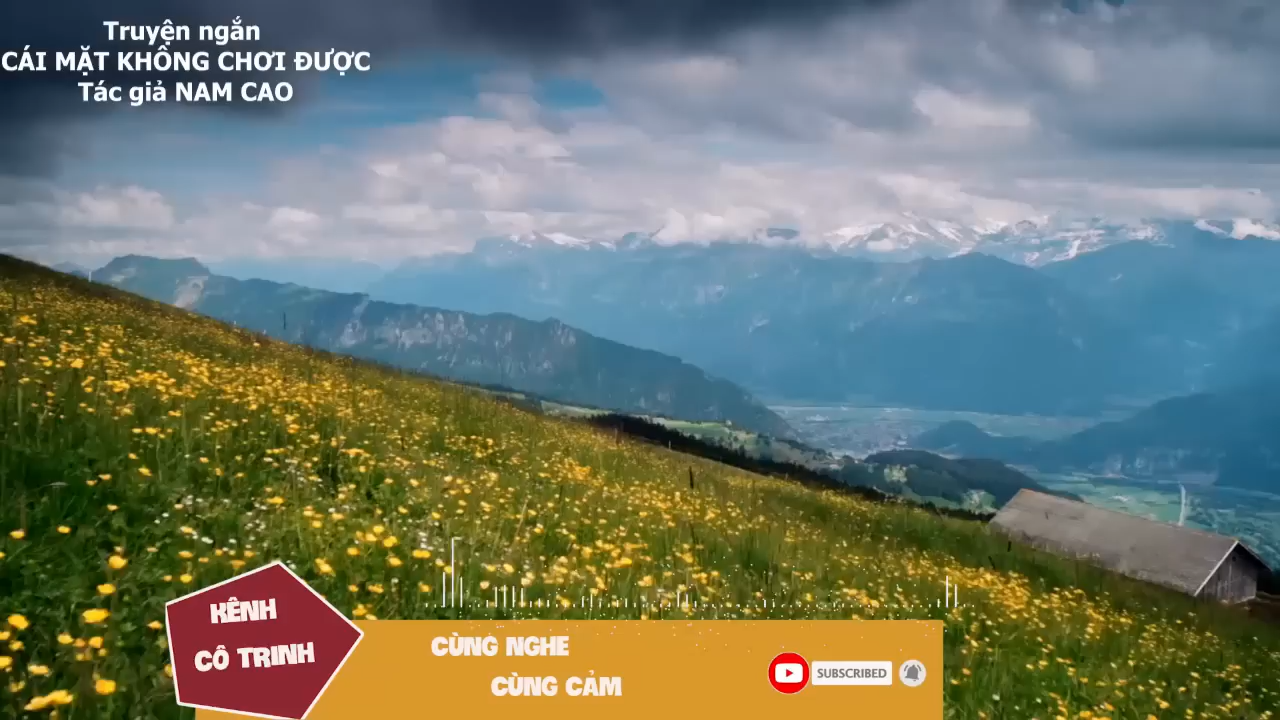 Truyện ngắn
CÁI MẶT KHÔNG CHƠI ĐƯỢC
Tác giả NAM CAO
KÊNH
CÔ TRINH
CÙNG NGHE
CÙNG CẢM
SUBSCRIBED